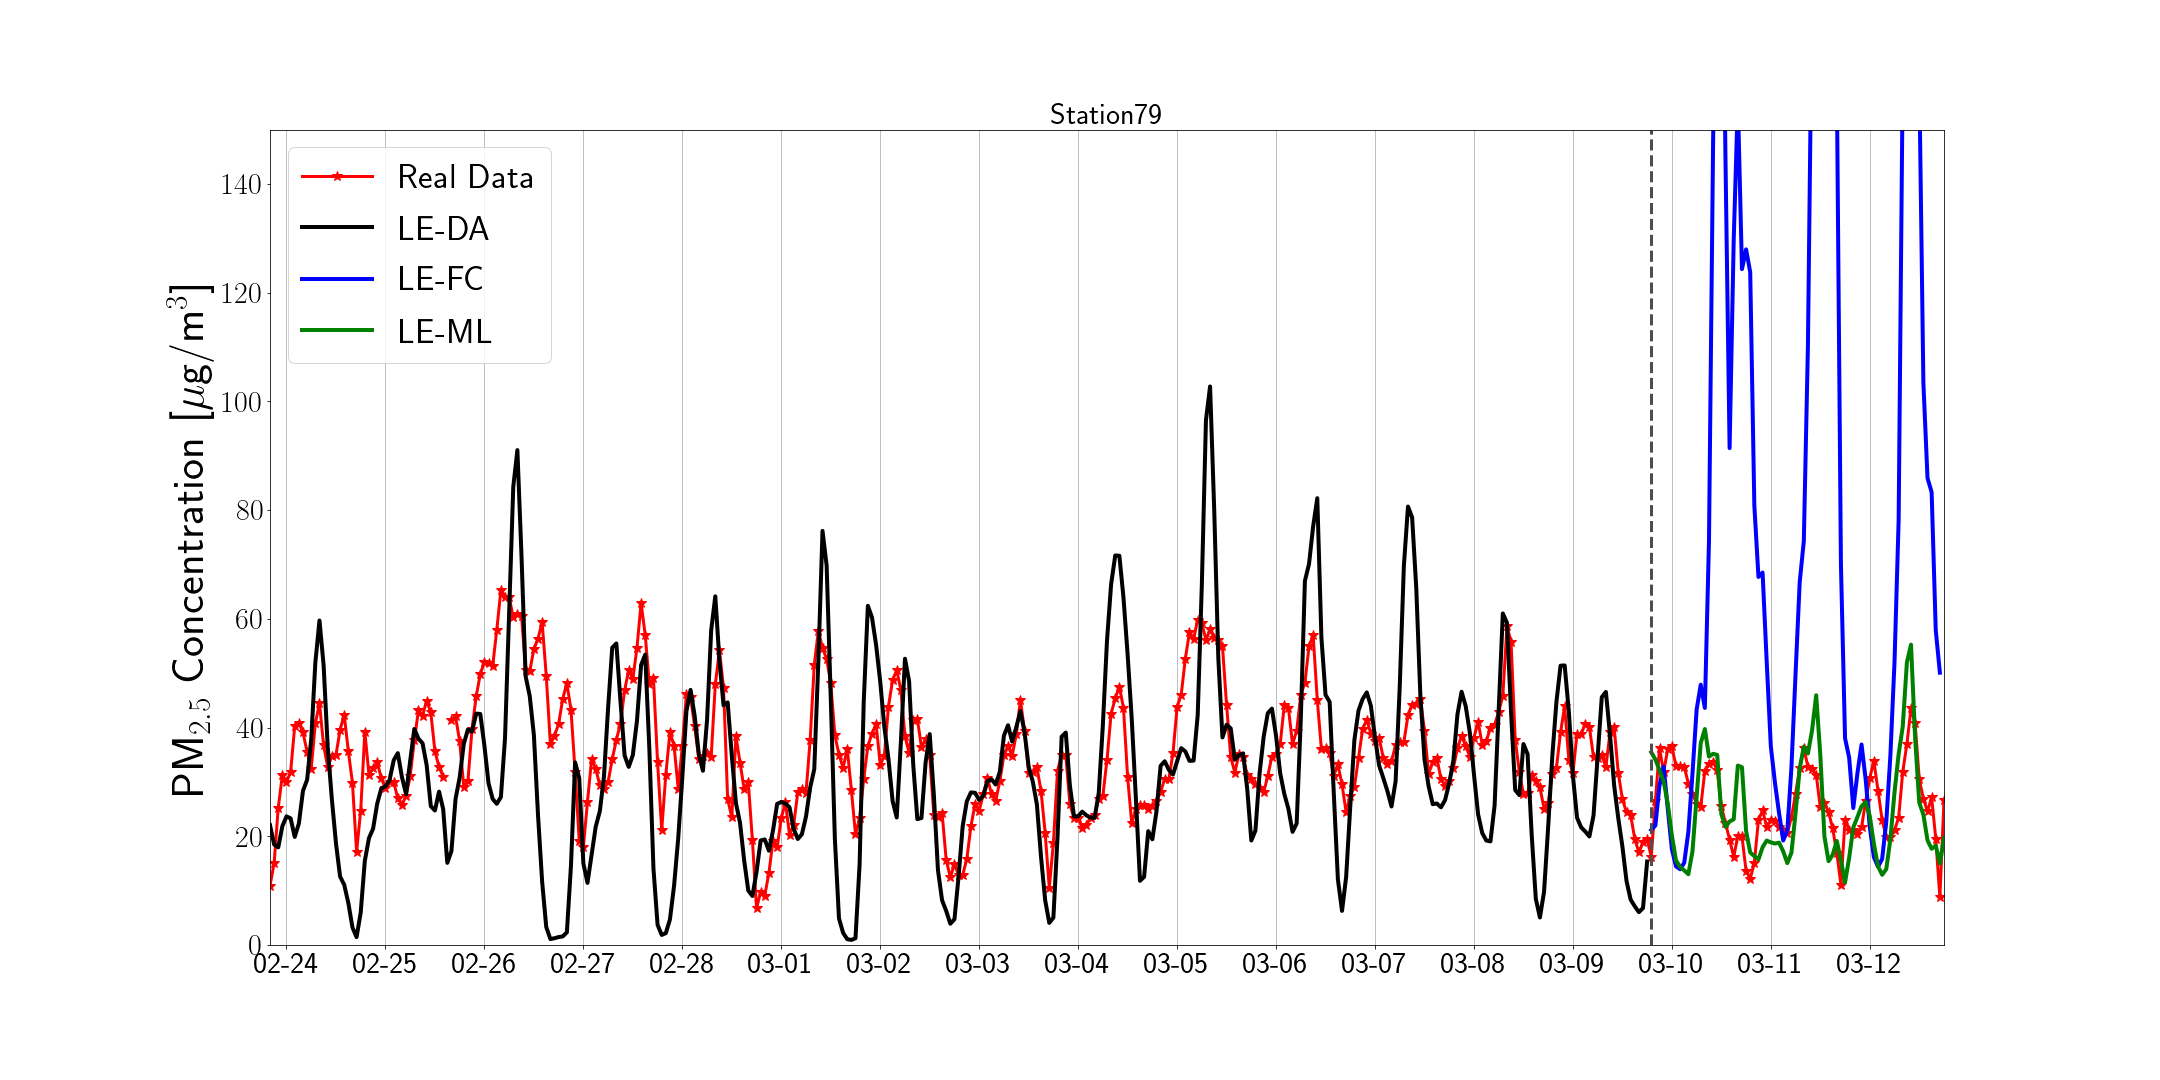 Station79
Real Data
LE-DA
LE-FC
LE-ML
PM2.5 Concentration [μg/m³]
140
120
100
80
60
40
20
0
02-24 02-25 02-26 02-27 02-28 03-01 03-02 03-03 03-04 03-05 03-06 03-07 03-08 03-09 03-10 03-11 03-12